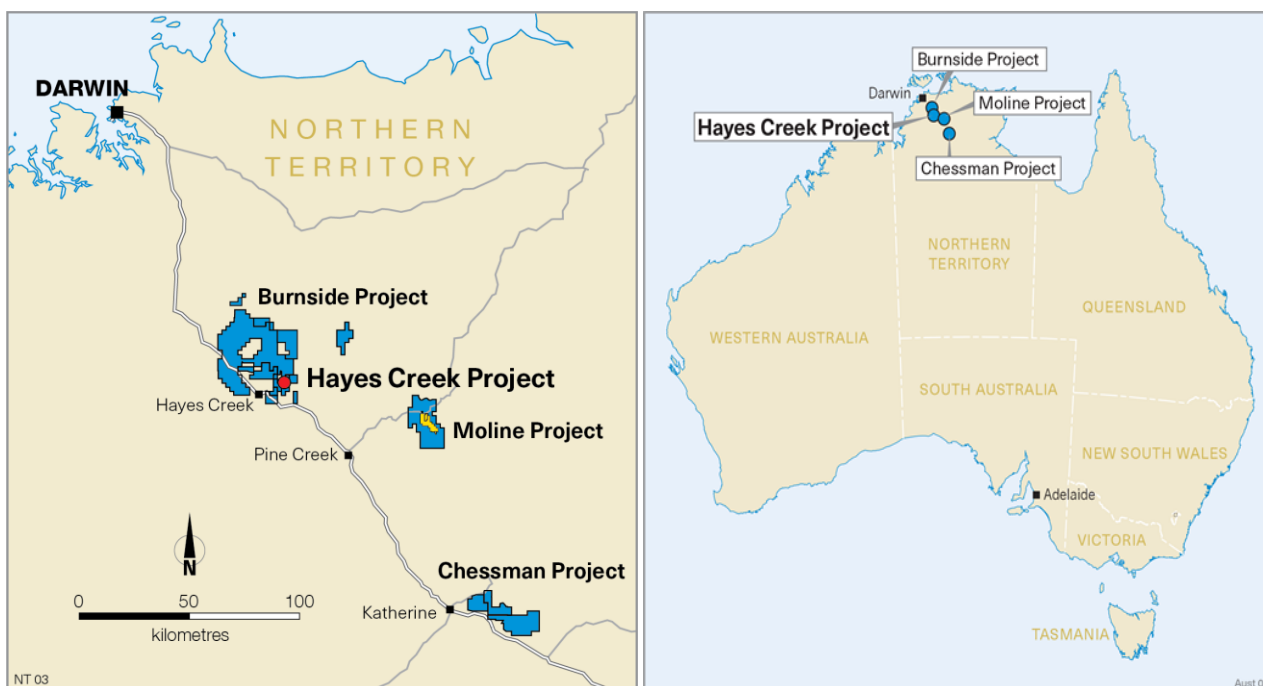 DARWIN
NORTHERN
TERRITORY
Burnside Project
Hayes Creek Project
Hayes Creek
Moline Project
Pine Creek
Chessman Project
Katherine
N
0 50 100
kilometres
NT 03
Burnside Project
Darwin
Moline Project
Hayes Creek Project
Chessman Project
NORTHERN
TERRITORY
QUEENSLAND
WESTERN AUSTRALIA
SOUTH AUSTRALIA
NEW SOUTH WALES
Adelaide
VICTORIA
TASMANIA
Aust 0